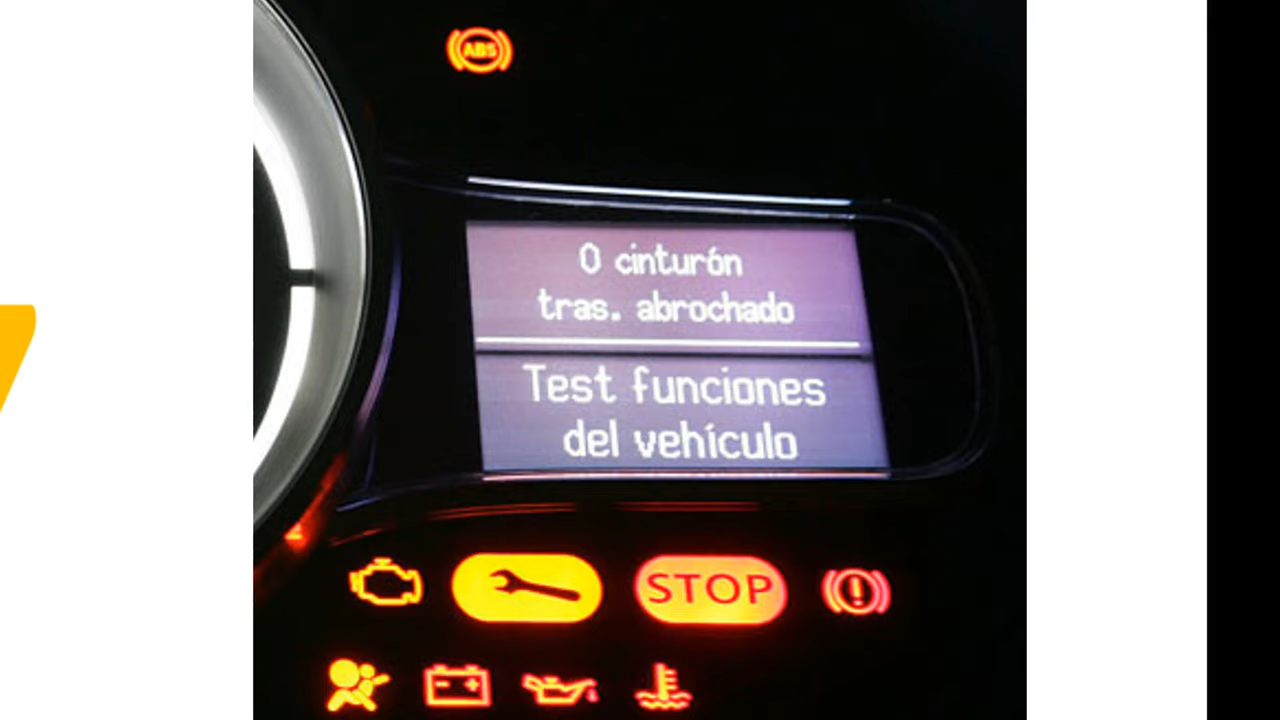 ABS
0 cinturón
tras. abrochado
Test funciones
del vehículo
STOP